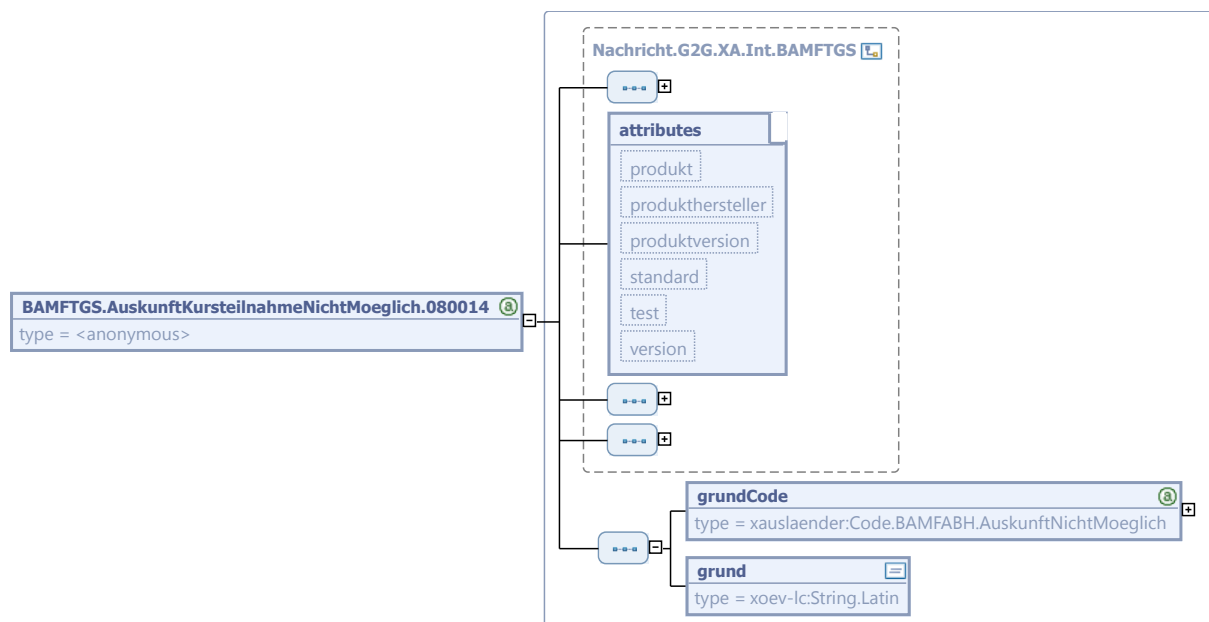 Nachricht.G2G.XA.Int.BAMFTGS
attributes
produkt
produkthersteller
produktversion
standard
test
version
BAMFTGS.AuskunftKursteilnahmeNichtMoeglich.080014
type = <anonymous>
grundCode
type = xauslaender:Code.BAMFABH.AuskunftNichtMoeglich
grund
type = xoev-lc:String.Latin